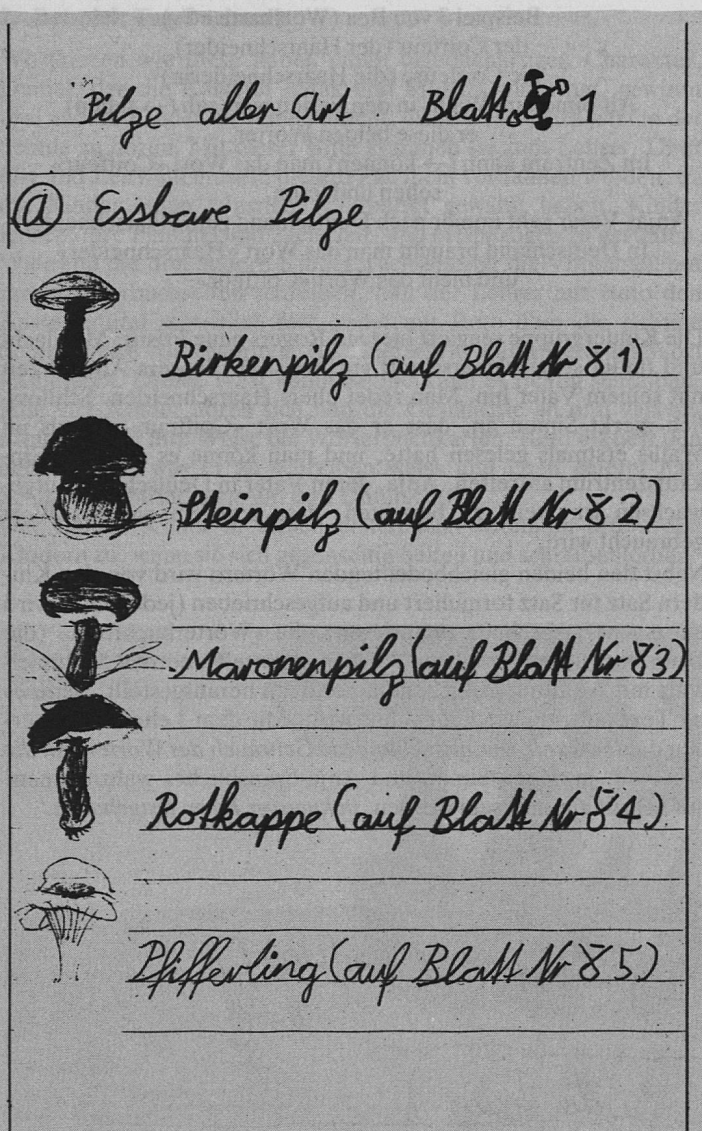 Pilze aller Art. Blatt 1
a Essbare Pilze
Birkenpilz (auf Blatt Nr 81)
Steinpilz (auf Blatt Nr 82)
Maronenpilz (auf Blatt Nr 83)
Rotkappe (auf Blatt Nr 84)
Pfifferling (auf Blatt Nr 85)